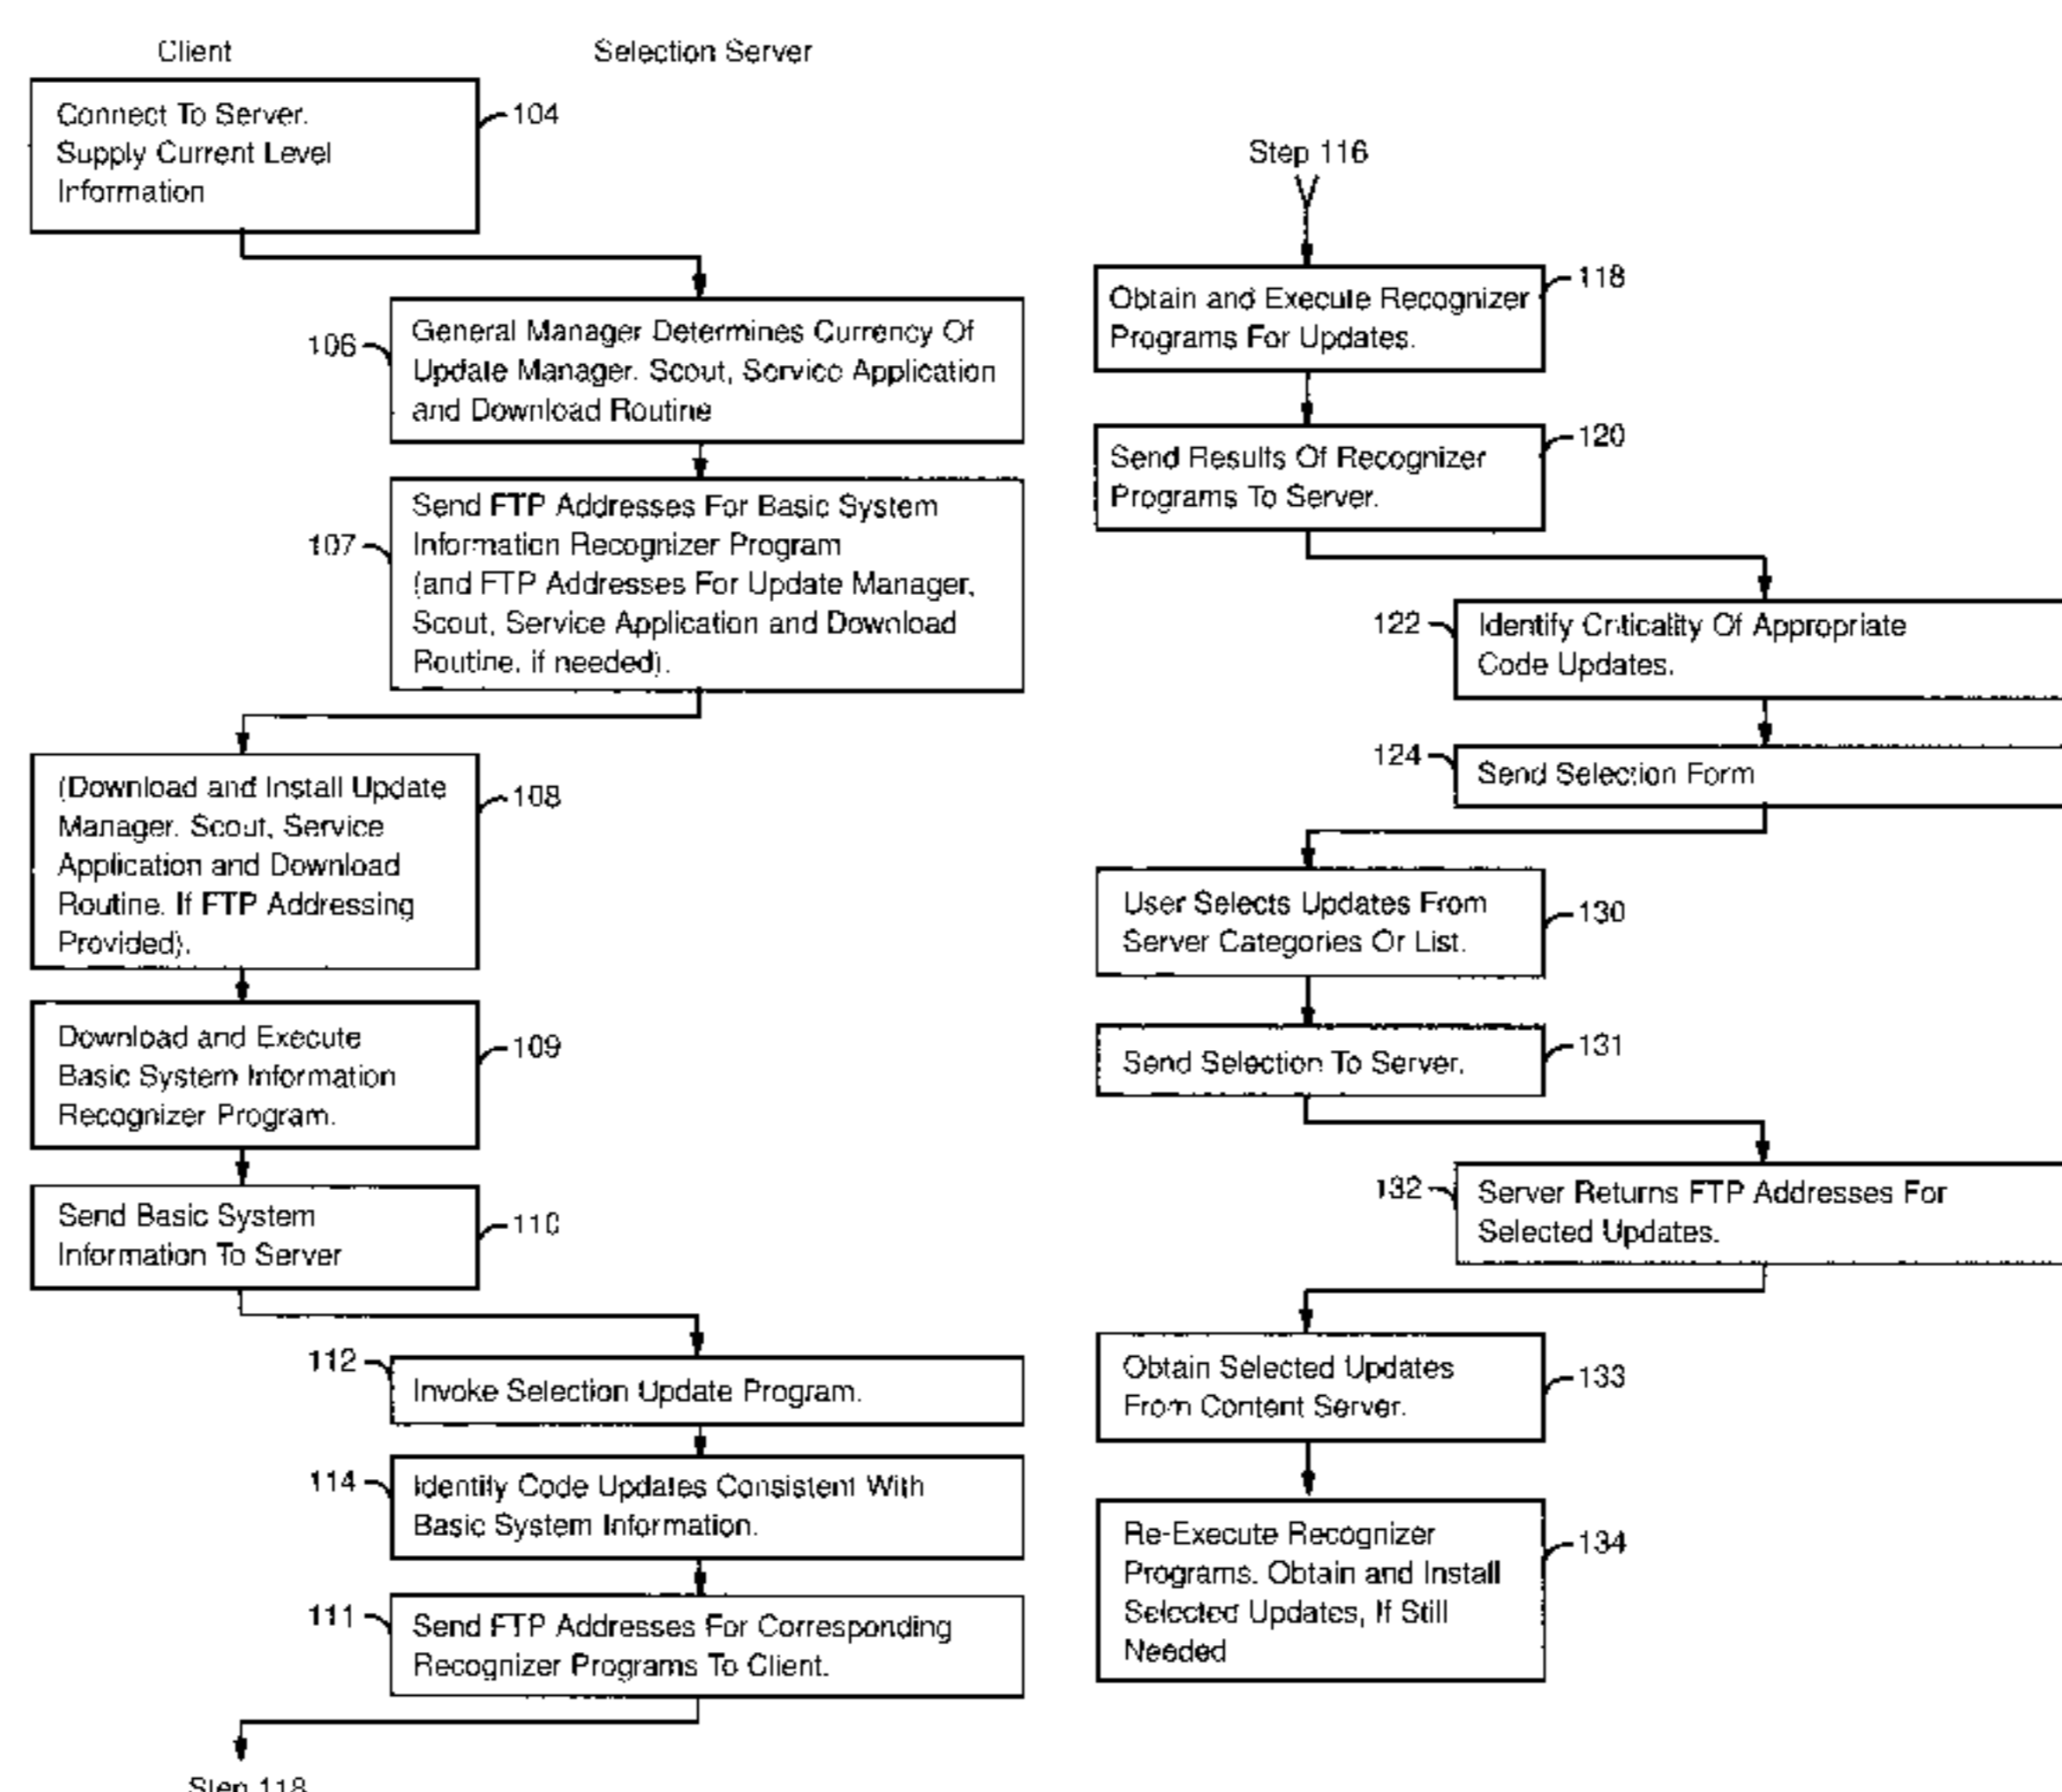 Client
Selection Server
Connect To Server.
Supply Current Level
Information
104
106
General Manager Determines Currency Of
Update Manager. Scout, Service Application
and Download Routine
107
Send FTP Addresses For Basic System
Information Recognizer Program
(and FTP Addresses For Update Manager,
Scout, Service Application and Download
Routine. if needed).
(Download and Install Update
Manager. Scout, Service
Application and Download
Routine. If FTP Addressing
Provided).
108
Download and Execute
Basic System Information
Recognizer Program.
109
Send Basic System
Information To Server
110
112
Invoke Selection Update Program.
114
Identify Code Updates Consistent With
Basic System Information.
111
Send FTP Addresses For Corresponding
Recognizer Programs To Client.
Step 118
Step 116
Obtain and Execute Recognizer
Programs For Updates.
118
Send Results Of Recognizer
Programs To Server.
120
122
Identify Criticality Of Appropriate
Code Updates.
124
Send Selection Form
User Selects Updates From
Server Categories Or List.
130
Send Selection To Server.
131
132
Server Returns FTP Addresses For
Selected Updates.
Obtain Selected Updates
From Content Server.
133
Re-Execute Recognizer
Programs. Obtain and Install
Selected Updates, If Still
Needed
134